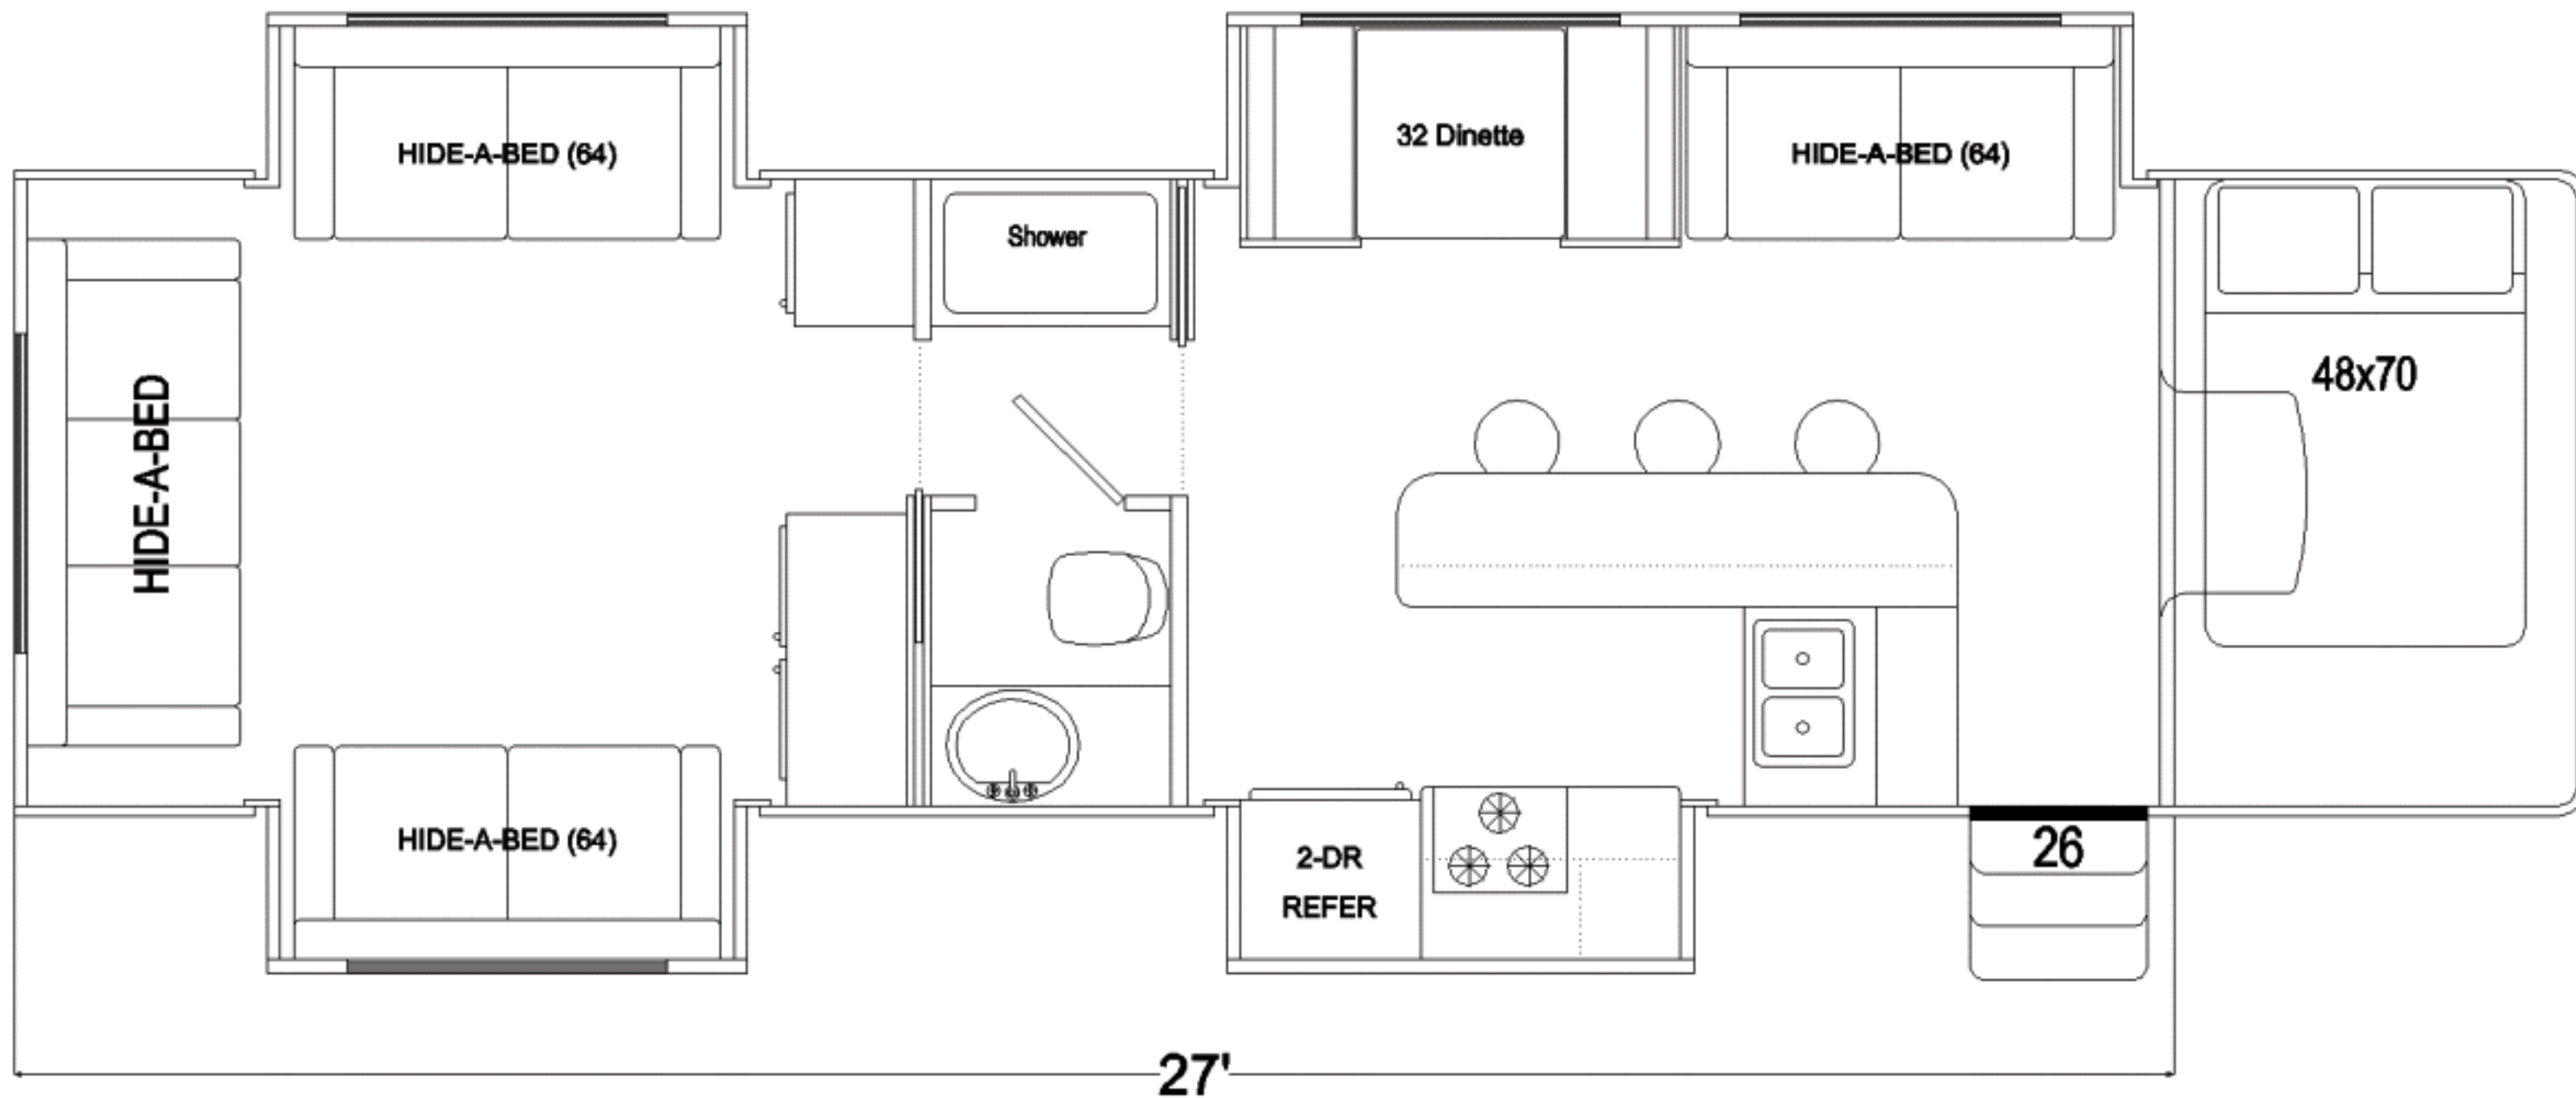 HIDE-A-BED (64)
32 Dinette
HIDE-A-BED (64)
Shower
48x70
HIDE-A-BED
HIDE-A-BED (64)
2-DR
REFER
26
27'